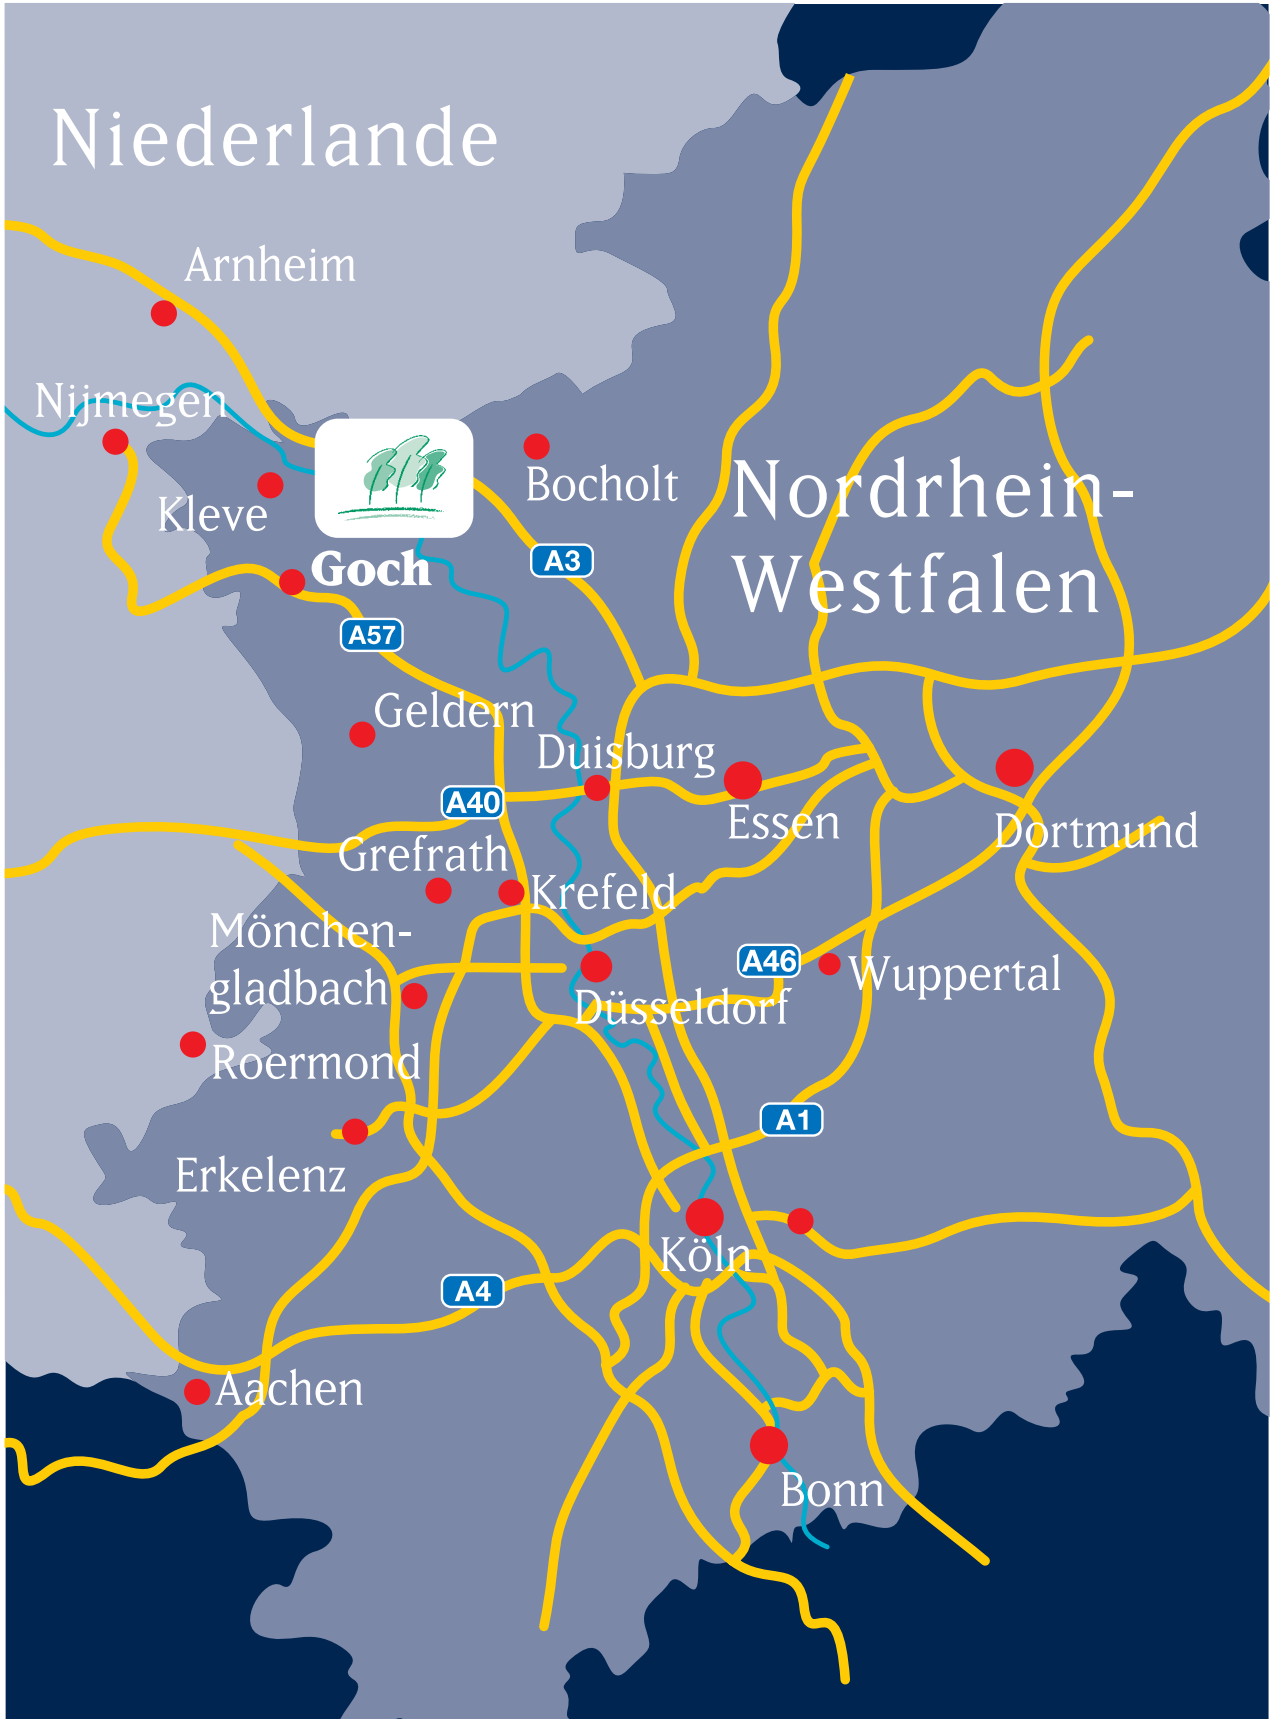 Niederlande
Arnheim
Nijmegen
Kleve
Bocholt
Nordrhein-
Westfalen
Goch
A3
A57
Geldern
Duisburg
A40
Essen
Dortmund
Grefrath
Krefeld
Mönchen-
gladbach
A46
Wuppertal
Düsseldorf
Roermond
A1
Erkelenz
Köln
A4
Aachen
Bonn